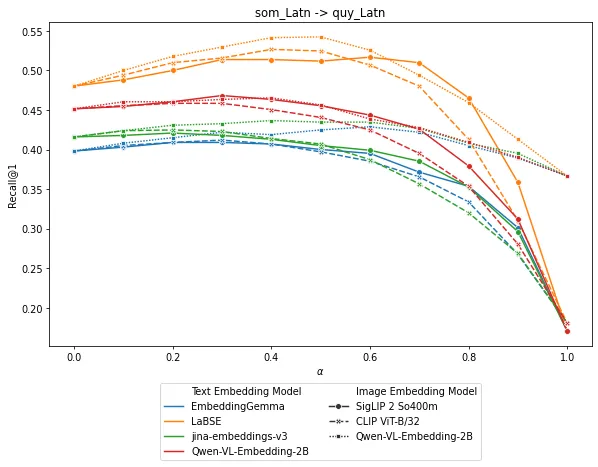 som_Latn -> quy_Latn
0.55
0.50
0.45
0.40
0.35
0.30
0.25
0.20
Recall@1
0.0 0.2 0.4 0.6 0.8 1.0
α
Text Embedding Model
EmbeddingGemma
LaBSE
jina-embeddings-v3
Qwen-VL-Embedding-2B
Image Embedding Model
SigLIP 2 So400m
CLIP ViT-B/32
Qwen-VL-Embedding-2B